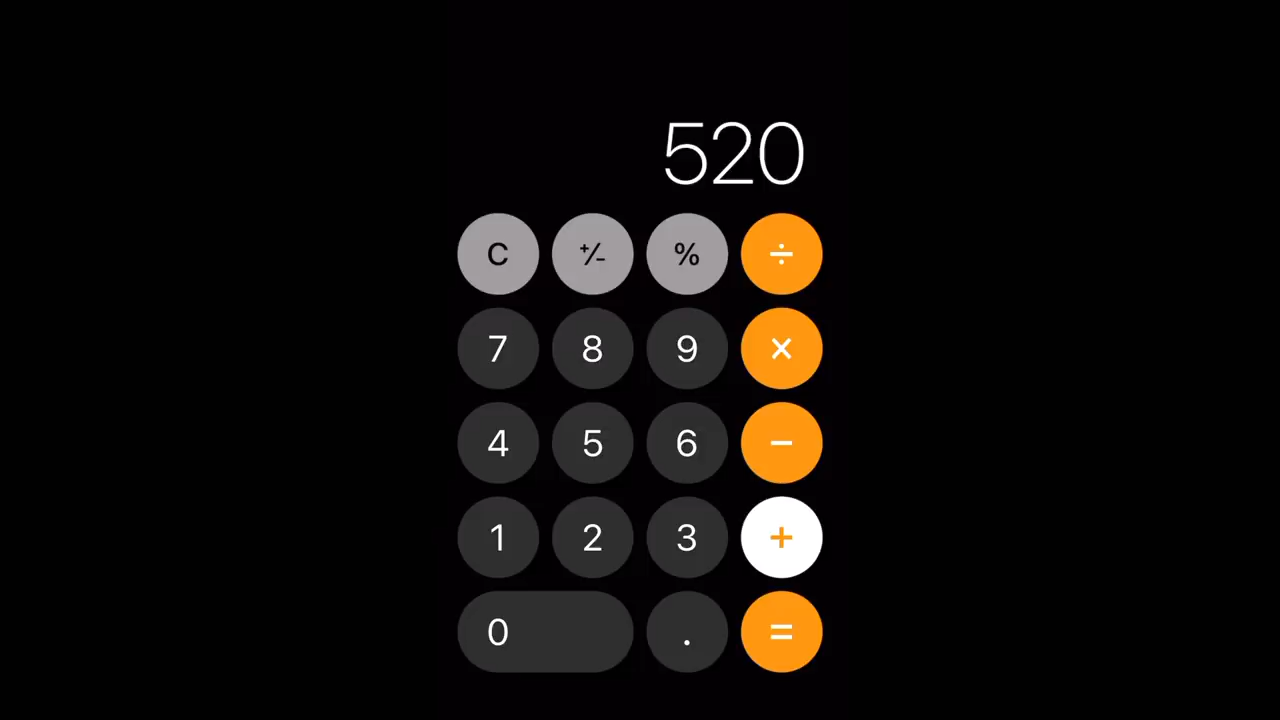 520
C ⁺⁄₋ % ÷
7 8 9 ×
4 5 6 −
1 2 3 +
0 . =